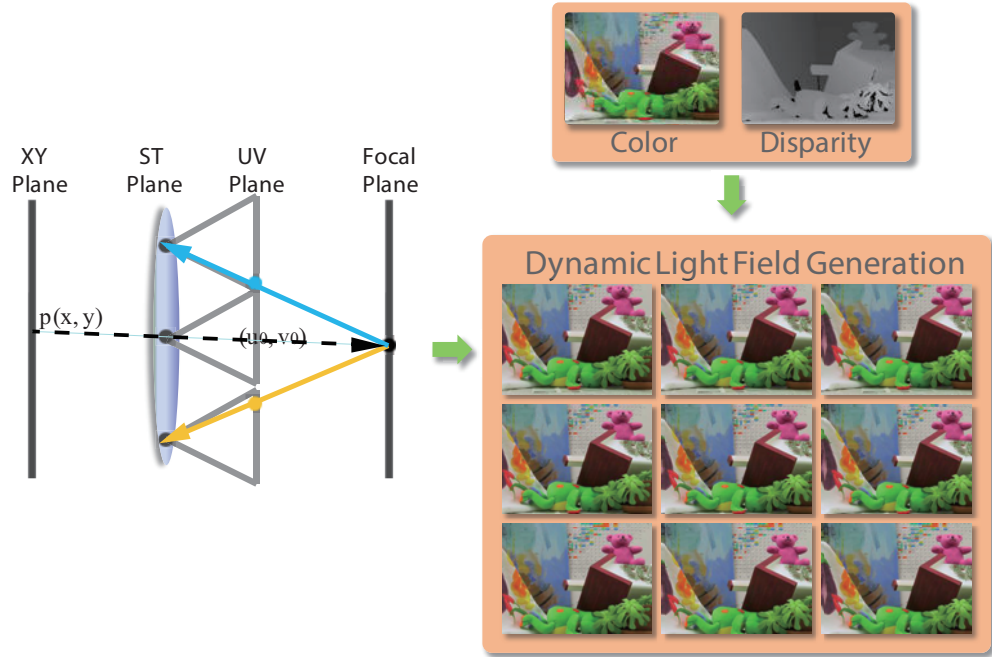 Color
Disparity
XY
Plane
ST
Plane
UV
Plane
Focal
Plane
p(x, y)
(u0, v0)
Dynamic Light Field Generation